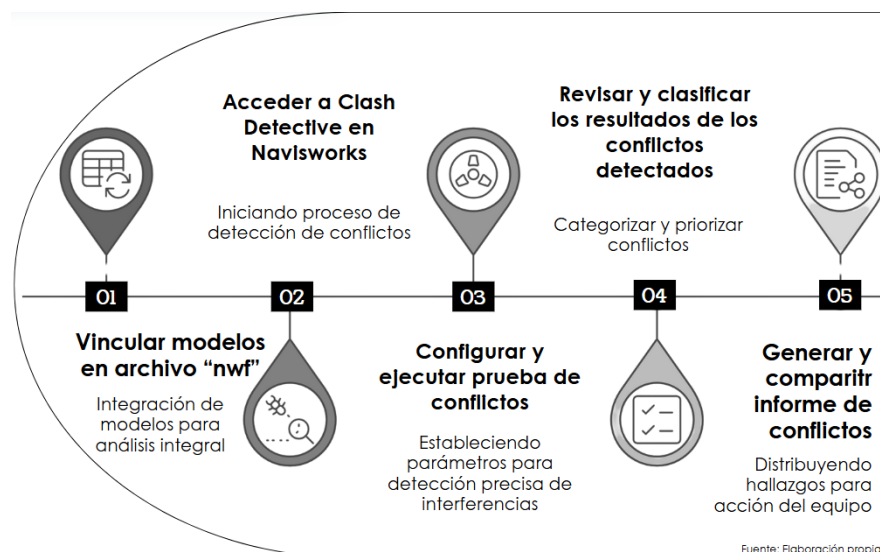 01
Vincular modelos
en archivo “nwf”
Integración de
modelos para
análisis integral
Acceder a Clash
Detective en
Navisworks
Iniciando proceso de
detección de conflictos
02
03
Configurar y
ejecutar prueba de
conflictos
Estableciendo
parámetros para
detección precisa de
interferencias
Revisar y clasificar
los resultados de los
conflictos
detectados
Categorizar y priorizar
conflictos
04
05
Generar y
comparitr
informe de
conflictos
Distribuyendo
hallazgos para
acción del equipo
Fuente: Elaboración propia